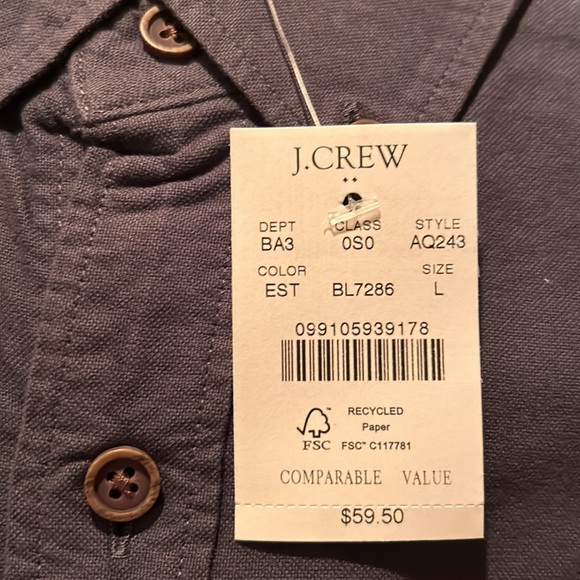 J.CREW
DEPT CLASS STYLE
BA3 0S0 AQ243
COLOR SIZE
EST BL7286 L
099105939178
RECYCLED
Paper
FSC FSC™ C117781
COMPARABLE VALUE
$59.50